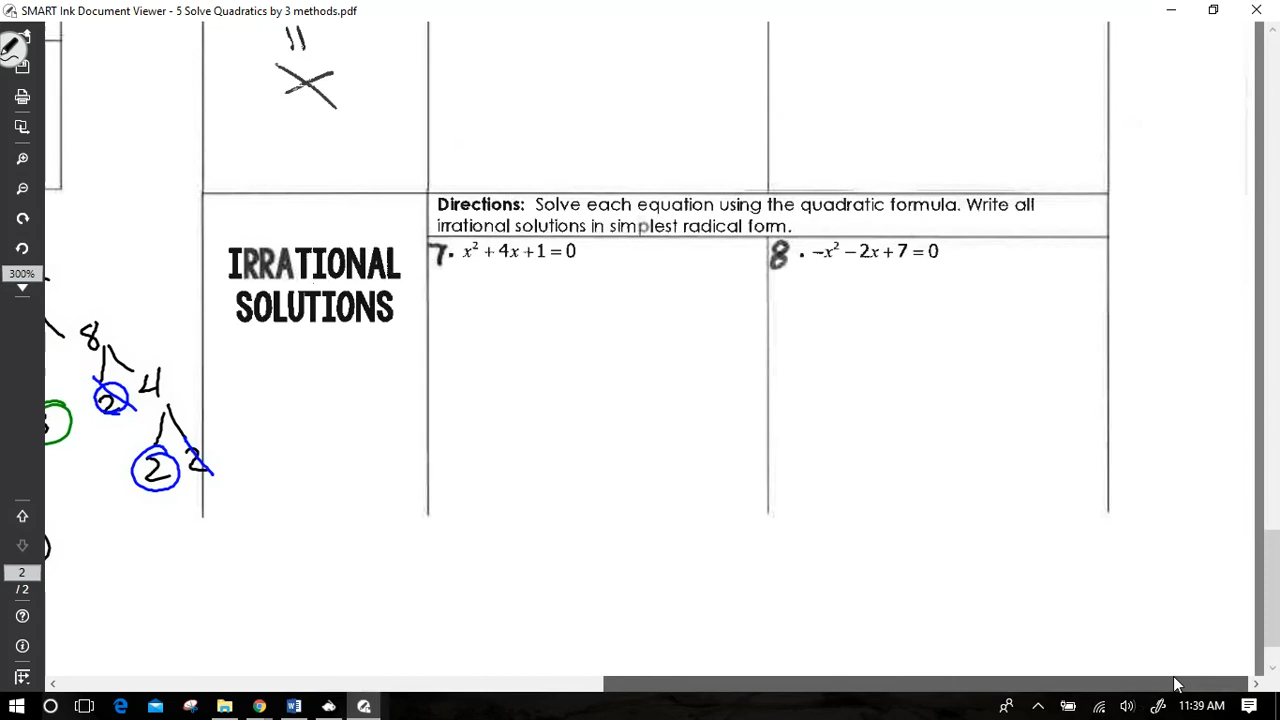 SMART Ink Document Viewer - 5 Solve Quadratics by 3 methods.pdf
Directions: Solve each equation using the quadratic formula. Write all
irrational solutions in simplest radical form.
IRRATIONAL
SOLUTIONS
7. x² + 4x + 1 = 0
8. -x² - 2x + 7 = 0
300%
8
2
4
2
2
2
/ 2
11:39 AM